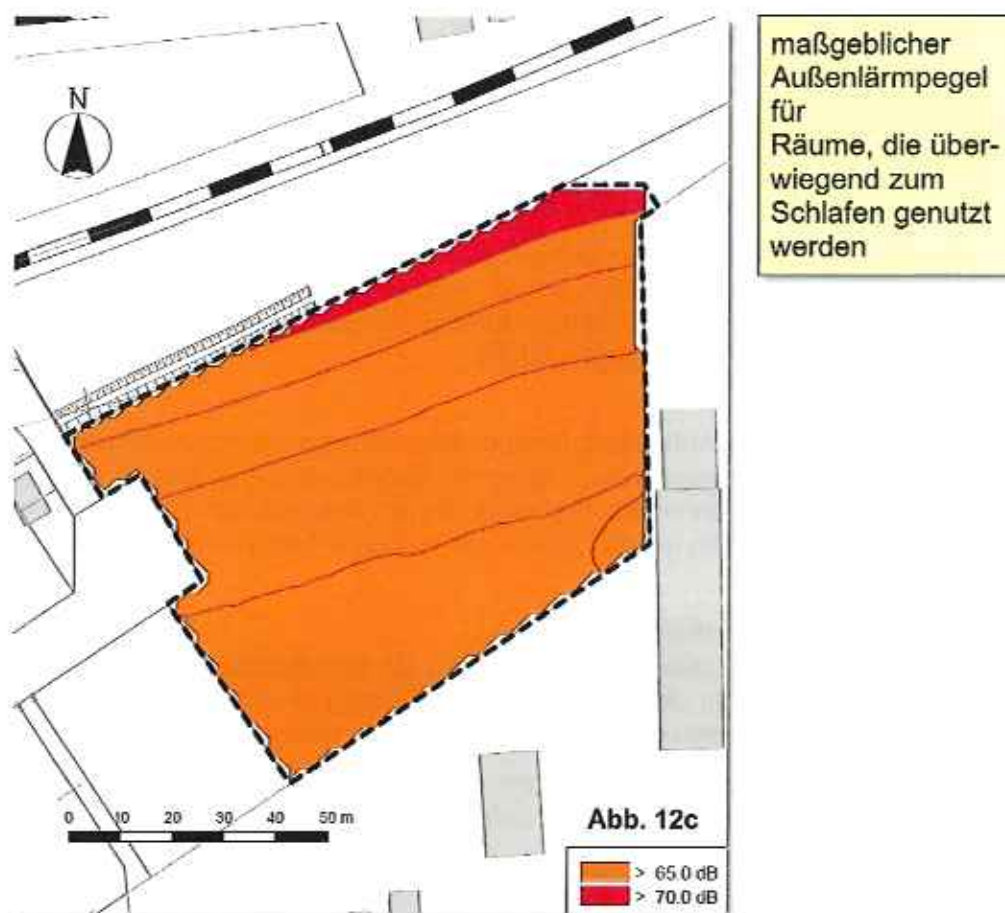 maßgeblicher
Außenlärmpegel
für
Räume, die über-
wiegend zum
Schlafen genutzt
werden
N
0 10 20 30 40 50 m
Abb. 12c
> 65.0 dB
> 70.0 dB